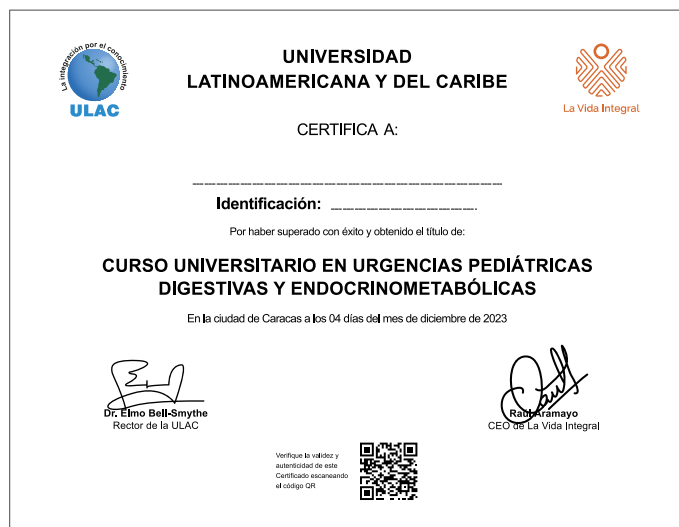 La integración por el conocimiento
ULAC
UNIVERSIDAD
LATINOAMERICANA Y DEL CARIBE
La Vida Integral
CERTIFICA A:
Identificación:
Por haber superado con éxito y obtenido el título de:
CURSO UNIVERSITARIO EN URGENCIAS PEDIÁTRICAS
DIGESTIVAS Y ENDOCRINOMETABÓLICAS
En la ciudad de Caracas a los 04 días del mes de diciembre de 2023
Dr. Elmo Bell-Smythe
Rector de la ULAC
Raúl Aramayo
CEO de La Vida Integral
Verifique la validez y
autenticidad de este
Certificado escaneando
el código QR